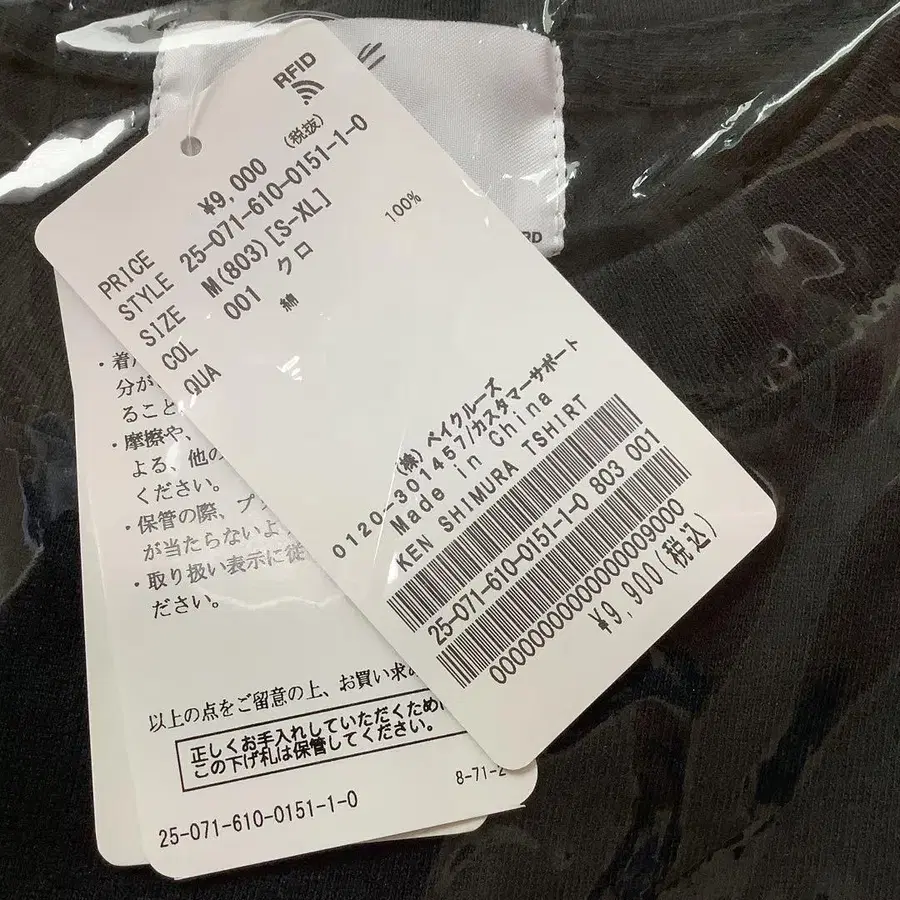 RFID
PRICE ¥9,000 (税抜)
STYLE 25-071-610-0151-1-0
SIZE M(803)[S-XL]
COL 001 クロ
QUA 綿 100%
(株)ベイクルーズ
0120-301457/カスタマーサポート
Made in China
KEN SHIMURA TSHIRT
25-071-610-0151-1-0 803 001
0000000000000000009000
¥9,900(税込)
RD
・着
分が
ること
・摩擦や、
よる、他の
ください。
・保管の際、プ
が当たらないよ
・取り扱い表示に従
ださい。
以上の点をご留意の上、お買い求め
正しくお手入れしていただくために
この下げ札は保管してください。
8-71-2
25-071-610-0151-1-0